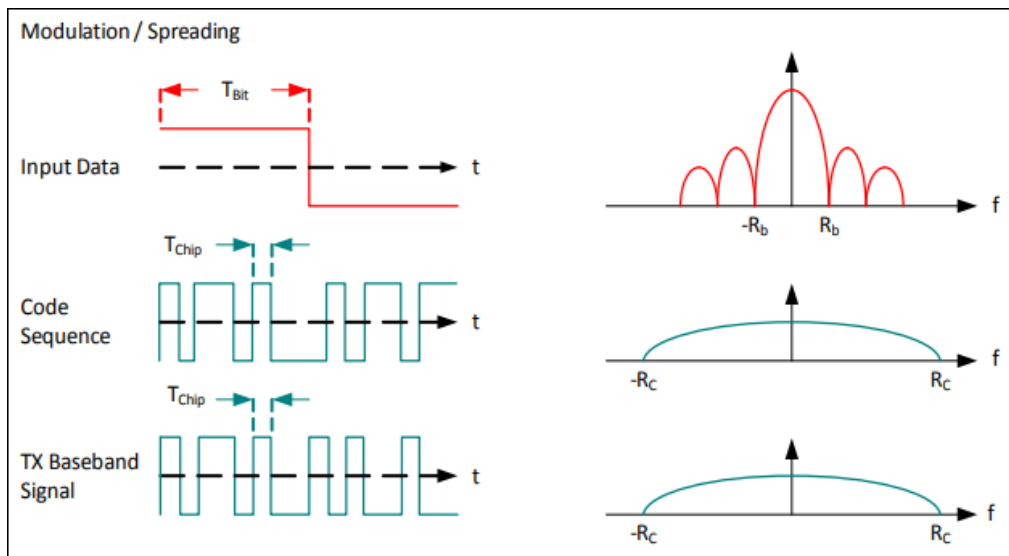 Modulation / Spreading
TBit
Input Data
t
f
-Rb
Rb
TChip
Code
Sequence
t
f
-RC
RC
TChip
TX Baseband
Signal
t
f
-RC
RC